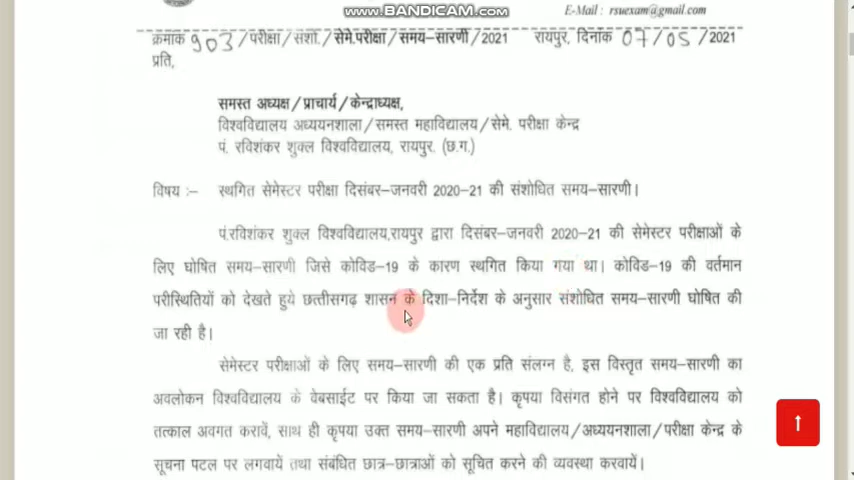 www.BANDICAM.com
E-Mail : rsuexam@gmail.com
क्रमांक 903/परीक्षा/संशो./सेमे.परीक्षा/समय-सारणी/2021 रायपुर, दिनांक 07/05/2021
प्रति,
समस्त अध्यक्ष/प्राचार्य/केन्द्राध्यक्ष,
विश्वविद्यालय अध्ययनशाला/समस्त महाविद्यालय/सेमे. परीक्षा केन्द्र
पं. रविशंकर शुक्ल विश्वविद्यालय, रायपुर. (छ.ग.)
विषय :- स्थगित सेमेस्टर परीक्षा दिसंबर-जनवरी 2020-21 की संशोधित समय-सारणी।
पं.रविशंकर शुक्ल विश्वविद्यालय,रायपुर द्वारा दिसंबर-जनवरी 2020-21 की सेमेस्टर परीक्षाओं के
लिए घोषित समय-सारणी जिसे कोविड-19 के कारण स्थगित किया गया था। कोविड-19 की वर्तमान
परीस्थितियों को देखते हुये छत्तीसगढ़ शासन के दिशा-निर्देश के अनुसार संशोधित समय-सारणी घोषित की
जा रही है।
सेमेस्टर परीक्षाओं के लिए समय-सारणी की एक प्रति संलग्न है, इस विस्तृत समय-सारणी का
अवलोकन विश्वविद्यालय के वेबसाईट पर किया जा सकता है। कृपया विसंगत होने पर विश्वविद्यालय को
तत्काल अवगत करावें, साथ ही कृपया उक्त समय-सारणी अपने महाविद्यालय/अध्ययनशाला/परीक्षा केन्द्र के
सूचना पटल पर लगवायें तथा संबंधित छात्र-छात्राओं को सूचित करने की व्यवस्था करवायें।